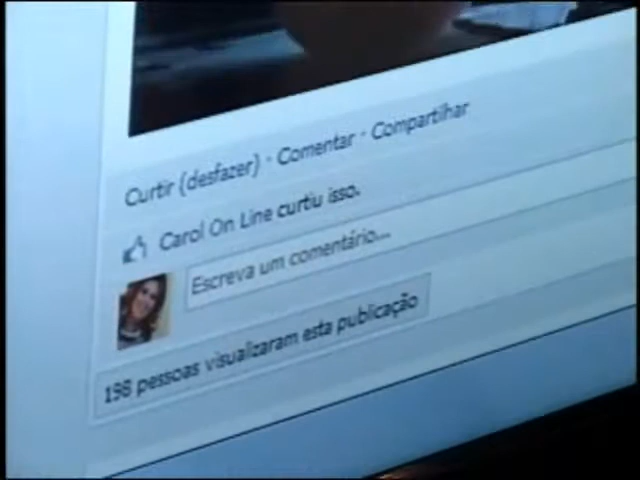 Curtir (desfazer) · Comentar · Compartilhar
Carol On Line curtiu isso.
Escreva um comentário...
198 pessoas visualizaram esta publicação